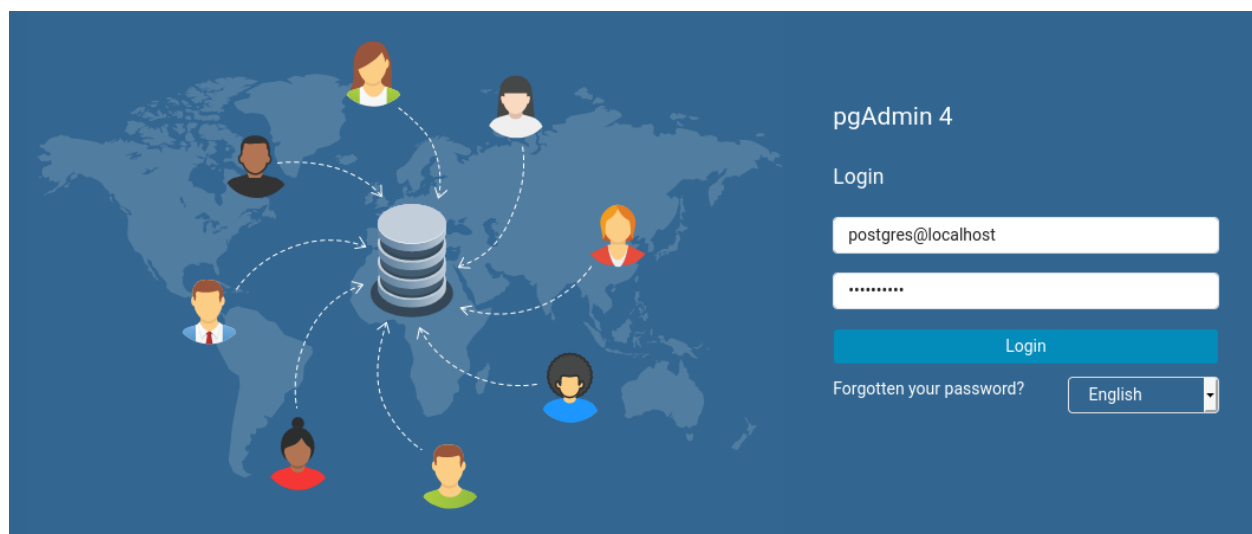 pgAdmin 4
Login
postgres@localhost
••••••••••
Login
Forgotten your password?
English